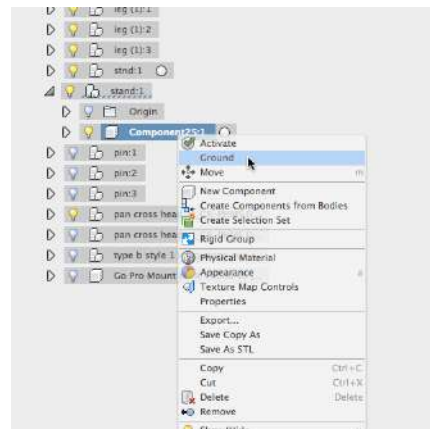 leg (1):1
leg (1):2
leg (1):3
stnd:1
stand:1
Origin
Component25:1
Activate
pin:1
Ground
pin:2
Move m
pin:3
New Component
pan cross hea
Create Components from Bodies
Create Selection Set
pan cross hea
Rigid Group
type b style 1
Physical Material
Go Pro Mount
Appearance a
Texture Map Controls
Properties
Export...
Save Copy As
Save As STL
Copy Ctrl+C
Cut Ctrl+X
Delete Delete
Remove